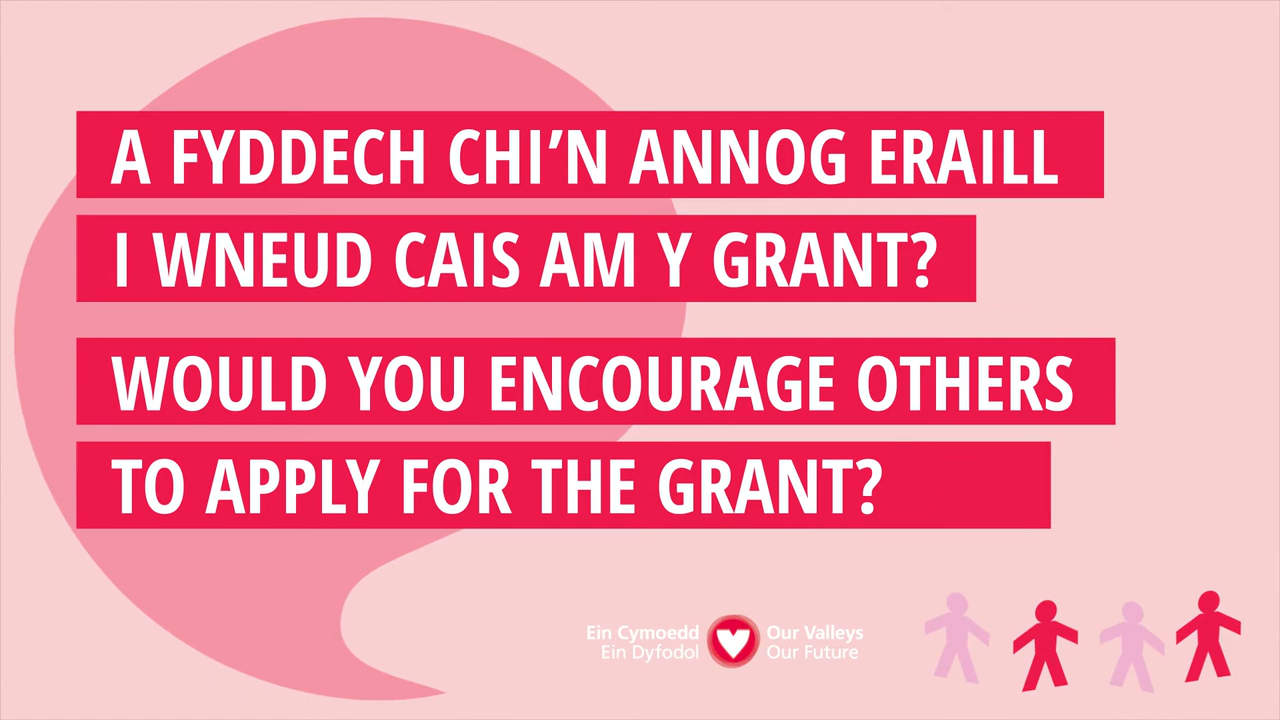 A FYDDECH CHI'N ANNOG ERAILL
I WNEUD CAIS AM Y GRANT?
WOULD YOU ENCOURAGE OTHERS
TO APPLY FOR THE GRANT?
Ein Cymoedd
Ein Dyfodol
Our Valleys
Our Future